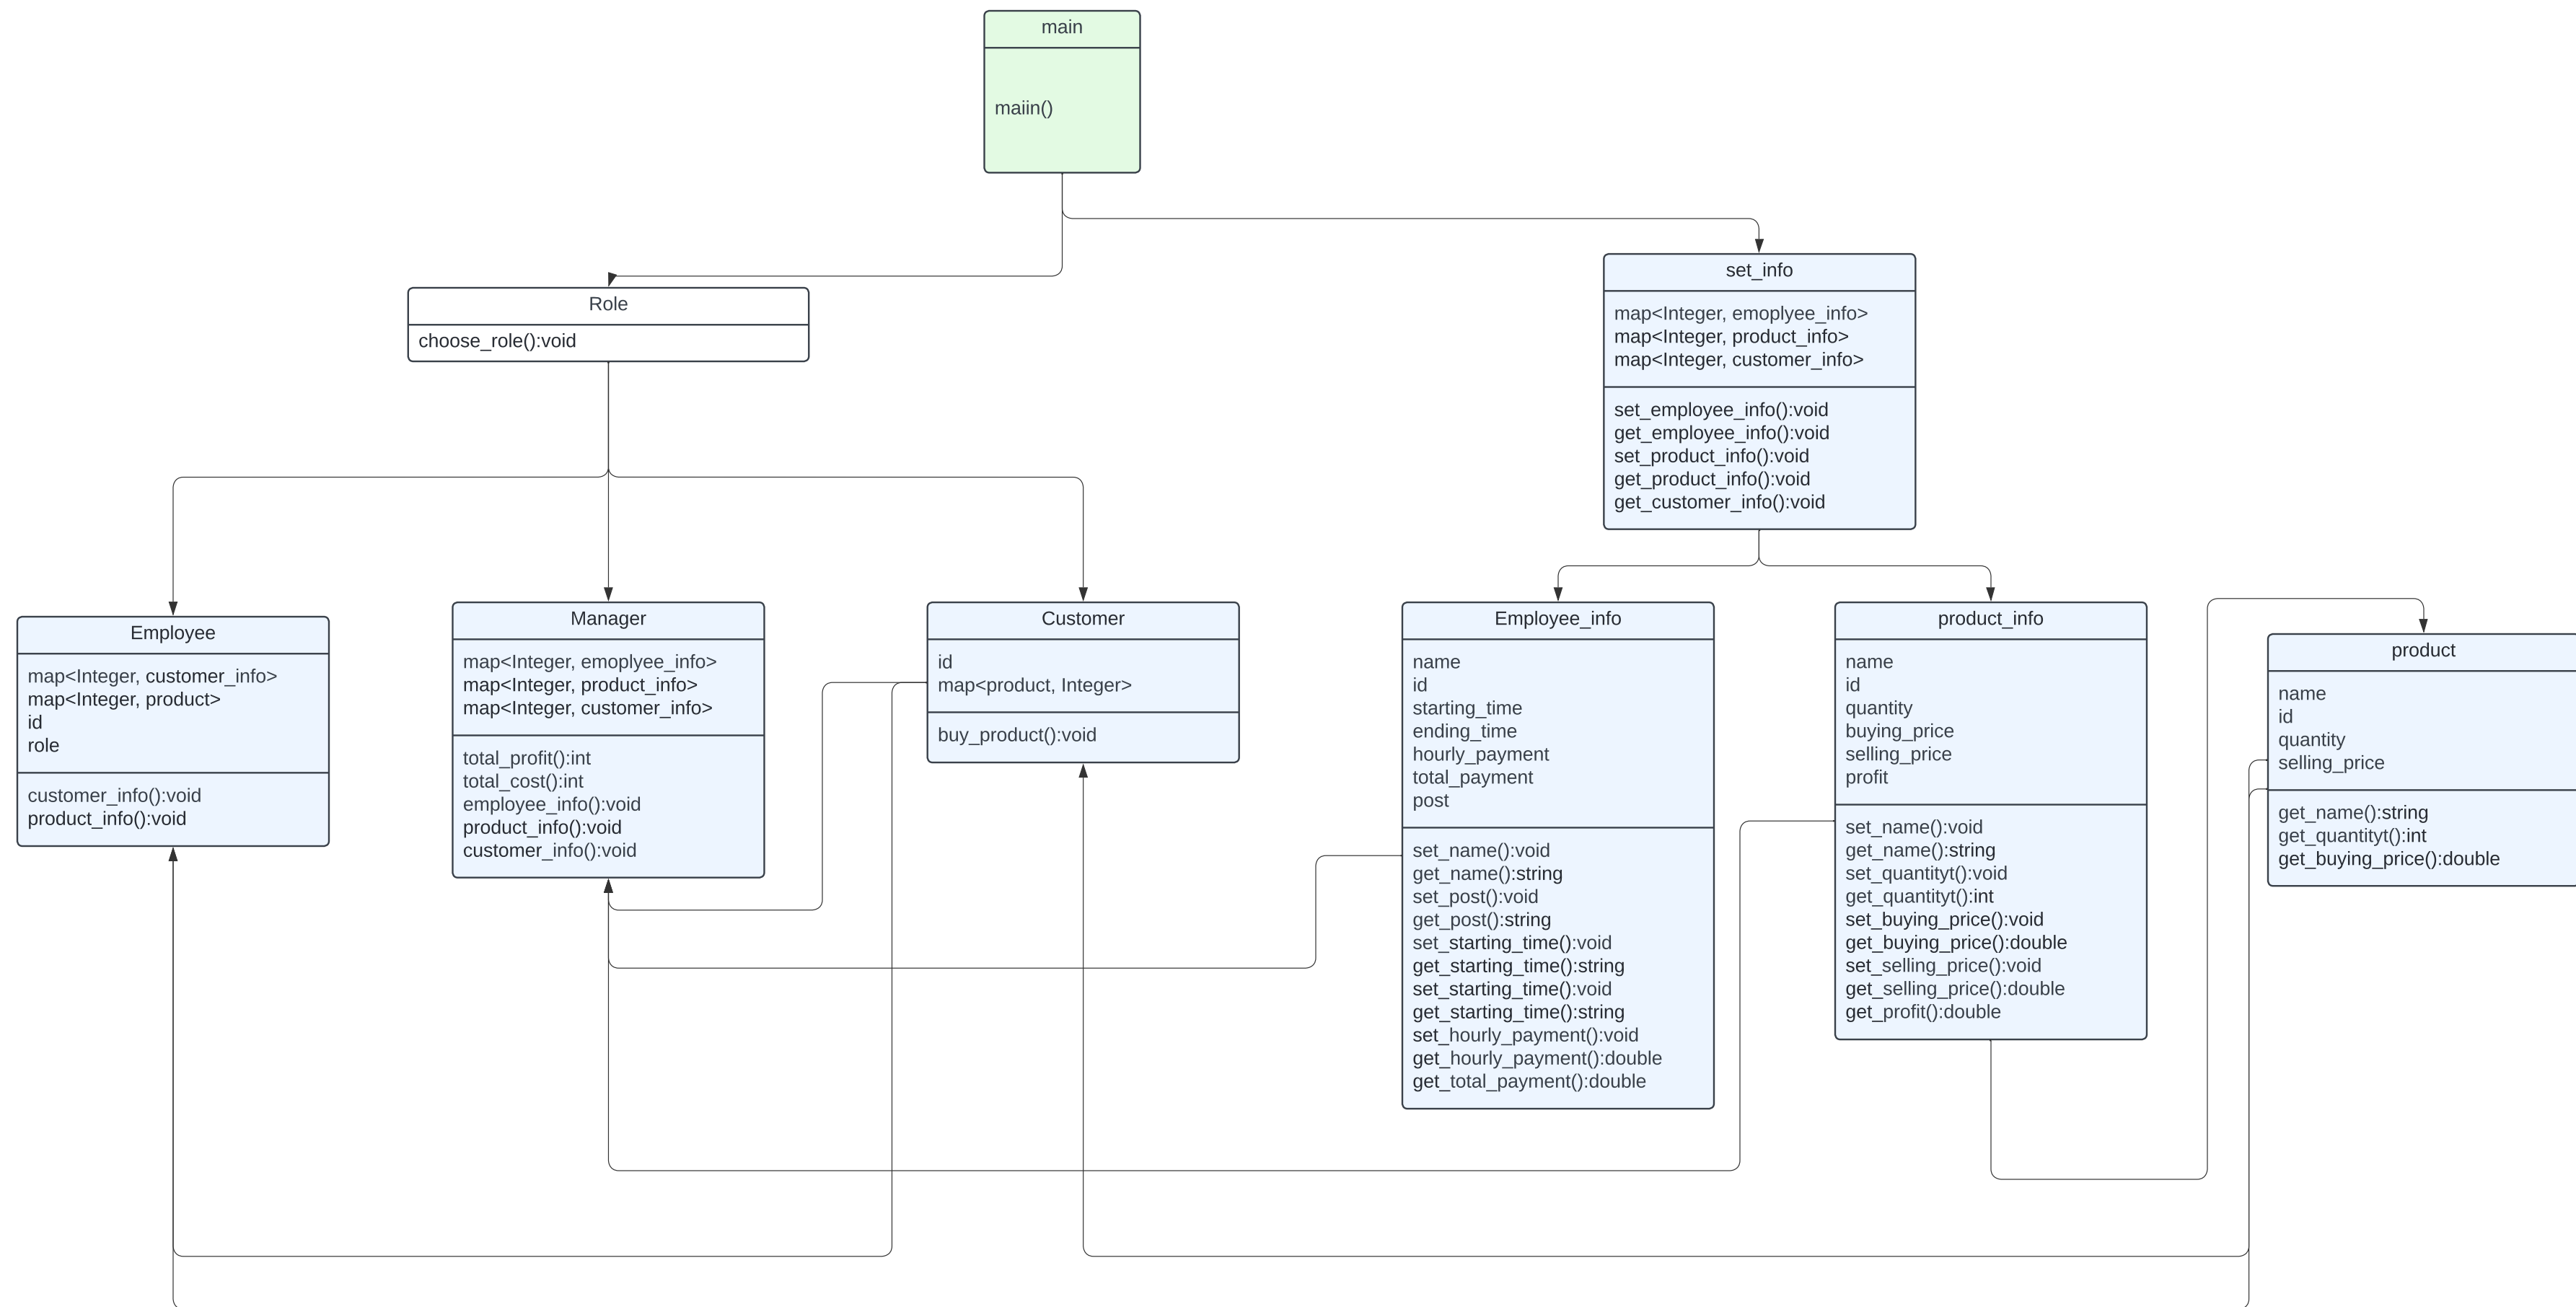 main
maiin()
Role
choose_role():void
set_info
map<Integer, emoplyee_info>
map<Integer, product_info>
map<Integer, customer_info>
set_employee_info():void
get_employee_info():void
set_product_info():void
get_product_info():void
get_customer_info():void
Employee
map<Integer, customer_info>
map<Integer, product>
id
role
customer_info():void
product_info():void
Manager
map<Integer, emoplyee_info>
map<Integer, product_info>
map<Integer, customer_info>
total_profit():int
total_cost():int
employee_info():void
product_info():void
customer_info():void
Customer
id
map<product, Integer>
buy_product():void
Employee_info
name
id
starting_time
ending_time
hourly_payment
total_payment
post
set_name():void
get_name():string
set_post():void
get_post():string
set_starting_time():void
get_starting_time():string
set_starting_time():void
get_starting_time():string
set_hourly_payment():void
get_hourly_payment():double
get_total_payment():double
product_info
name
id
quantity
buying_price
selling_price
profit
set_name():void
get_name():string
set_quantityt():void
get_quantityt():int
set_buying_price():void
get_buying_price():double
set_selling_price():void
get_selling_price():double
get_profit():double
product
name
id
quantity
selling_price
get_name():string
get_quantityt():int
get_buying_price():double